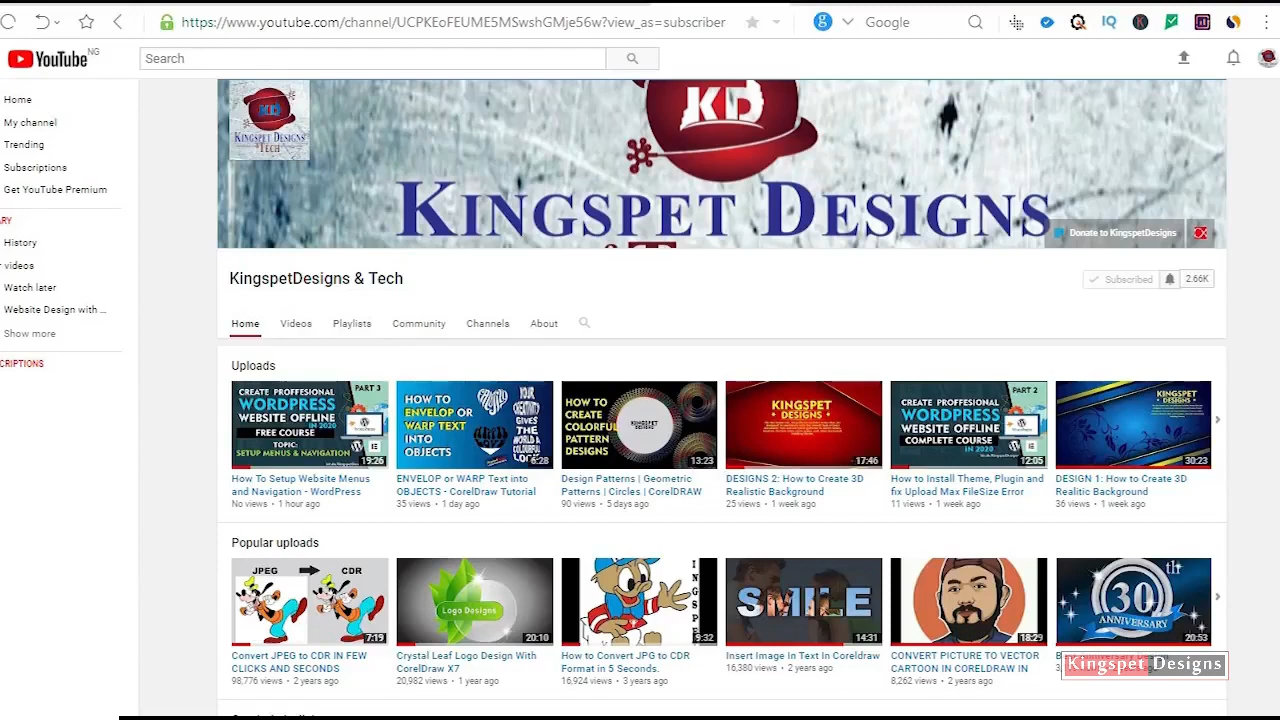 https://www.youtube.com/channel/UCPKEoFEUME5MSwshGMje56w?view_as=subscriber
Google
YouTube NG
Search
Home
My channel
Trending
Subscriptions
Get YouTube Premium
RY
History
videos
Watch later
Website Design with ...
Show more
CRIPTIONS
KD
KINGSPET DESIGNS
& TECH
KD
KINGSPET DESIGNS
Donate to KingspetDesigns
KingspetDesigns & Tech
Subscribed
2.66K
Home
Videos
Playlists
Community
Channels
About
Uploads
CREATE PROFFESIONAL
PART 3
WORDPRESS
WEBSITE OFFLINE
IN 2020
FREE COURSE
TOPIC:
SETUP MENUS & NAVIGATION
19:26
How To Setup Website Menus
and Navigation - WordPress
No views • 1 hour ago
HOW TO
ENVELOP OR
WARP TEXT
INTO
OBJECTS
YOUR
CREATIVITY
GIVES
THE
WORLD A
COLOURFUL
6:28
ENVELOP or WARP Text into
OBJECTS - CorelDraw Tutorial
35 views • 1 day ago
HOW TO
CREATE
COLORFUL
PATTERN
DESIGNS
13:23
Design Patterns | Geometric
Patterns | Circles | CorelDRAW
90 views • 5 days ago
KINGSPET
DESIGNS
17:46
DESIGNS 2: How to Create 3D
Realistic Background
25 views • 1 week ago
CREATE PROFFESIONAL
PART 2
WORDPRESS
WEBSITE OFFLINE
COMPLETE COURSE
IN 2020
12:05
How to Install Theme, Plugin and
fix Upload Max FileSize Error
11 views • 1 week ago
KINGSPET
DESIGNS
30:23
DESIGN 1: How to Create 3D
Realitic Background
36 views • 1 week ago
Popular uploads
JPEG
CDR
7:19
Convert JPEG to CDR IN FEW
CLICKS AND SECONDS
98,776 views • 2 years ago
Logo Designs
20:10
Crystal Leaf Logo Design With
CorelDraw X7
20,982 views • 1 year ago
9:32
How to Convert JPG to CDR
Format in 5 Seconds.
16,924 views • 3 years ago
SMILE
14:31
Insert Image In Text In Coreldraw
16,380 views • 2 years ago
18:29
CONVERT PICTURE TO VECTOR
CARTOON IN CORELDRAW IN
8,262 views • 2 years ago
30th
ANNIVERSARY
20:53
Kingspet Designs